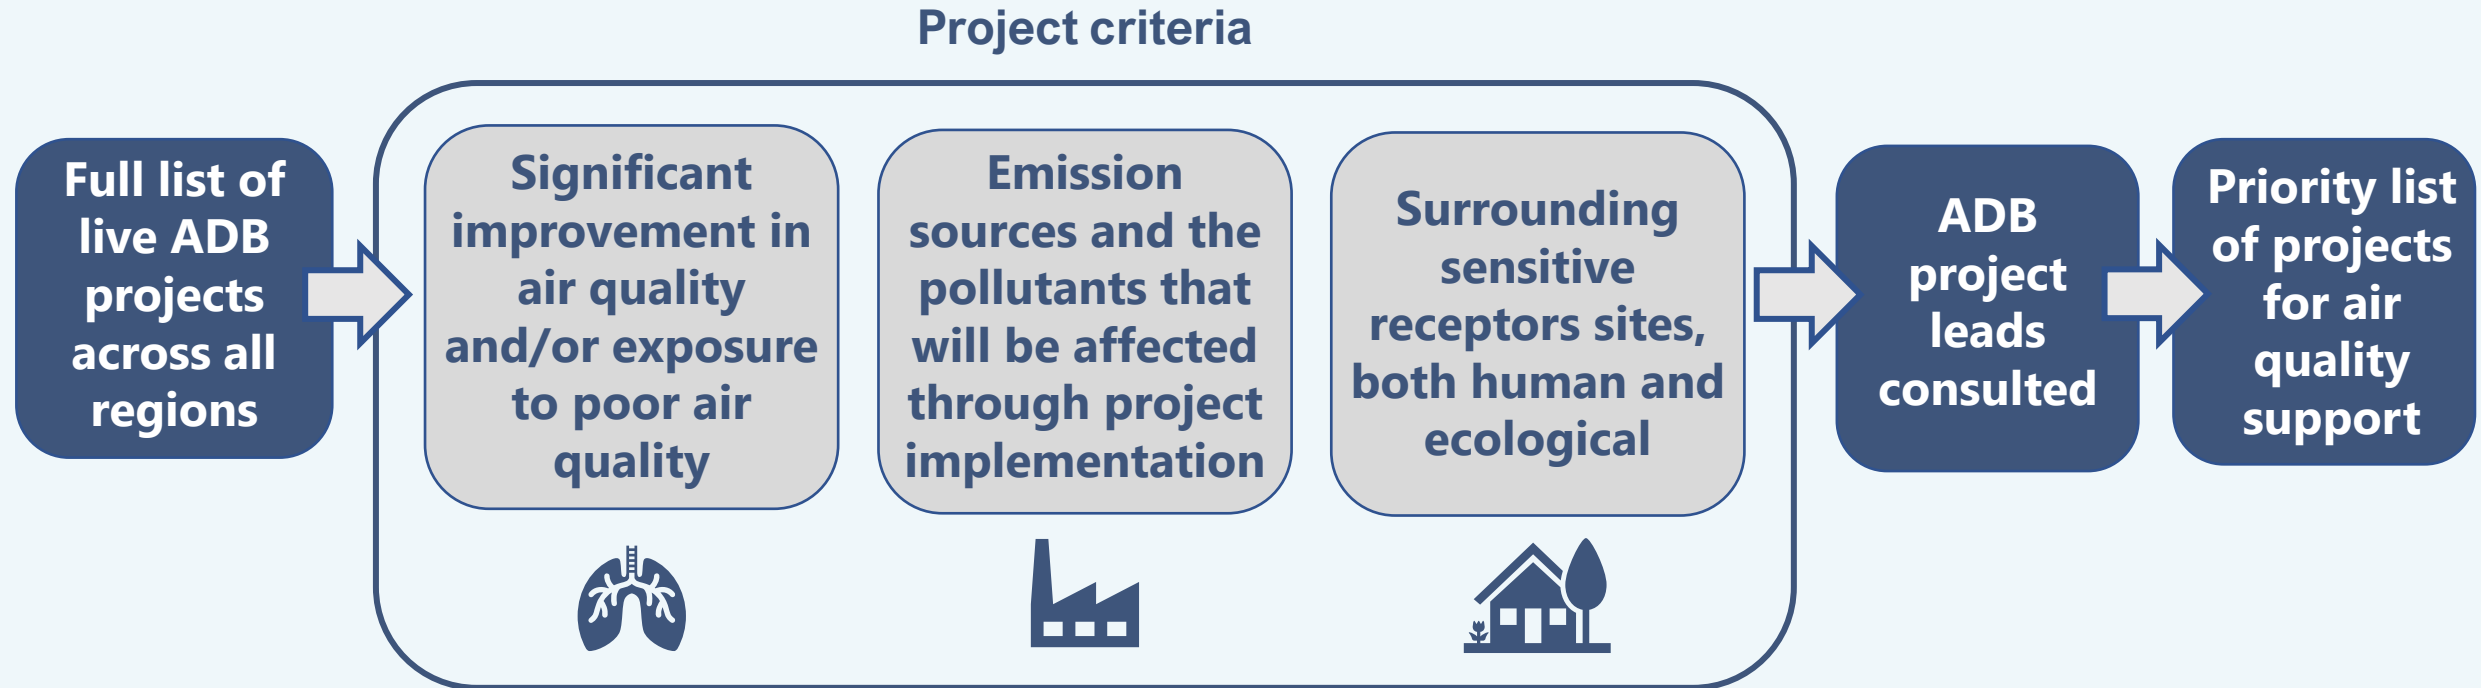 Project criteria
Full list of
live ADB
projects
across all
regions
Significant
improvement in
air quality
and/or exposure
to poor air
quality
Emission
sources and the
pollutants that
will be affected
through project
implementation
Surrounding
sensitive
receptors sites,
both human and
ecological
ADB
project
leads
consulted
Priority list
of projects
for air
quality
support